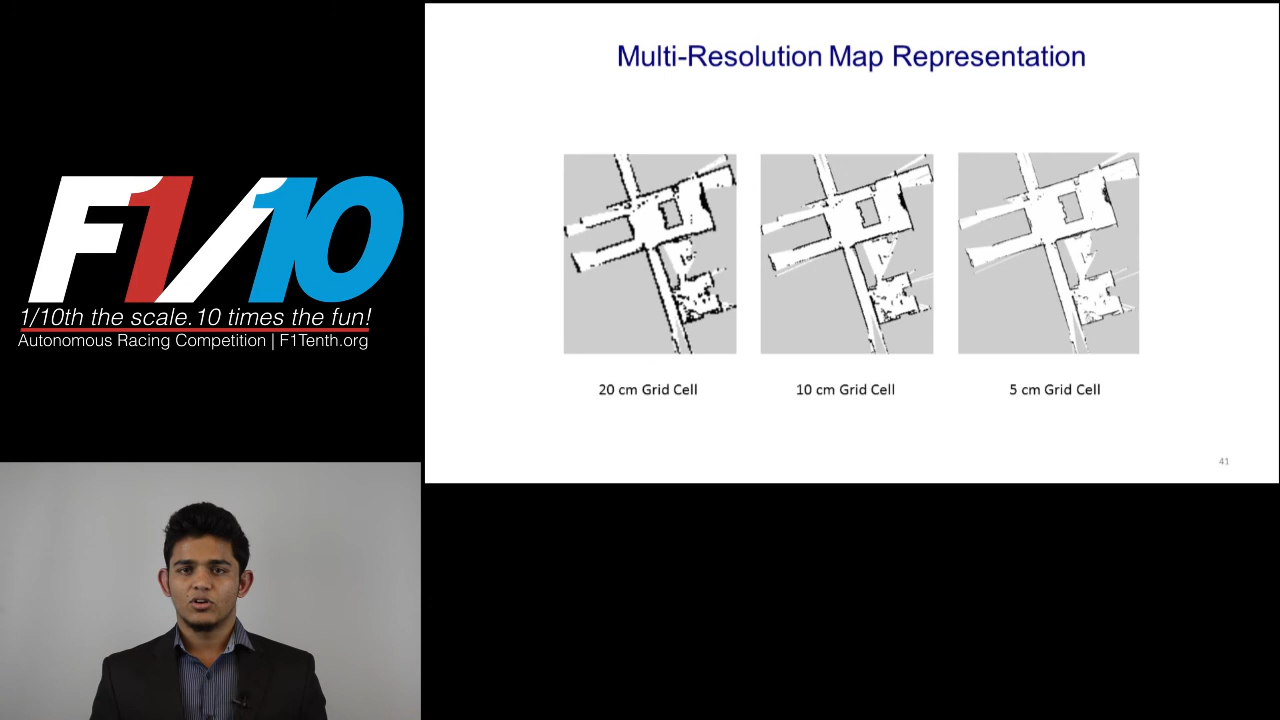 F1/10
1/10th the scale. 10 times the fun!
Autonomous Racing Competition | F1Tenth.org
Multi-Resolution Map Representation
20 cm Grid Cell
10 cm Grid Cell
5 cm Grid Cell
41